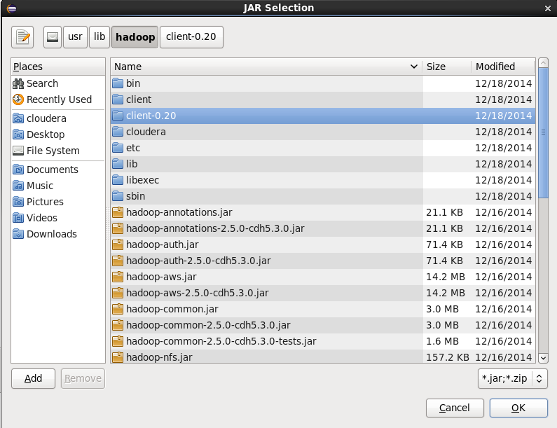 JAR Selection
usr lib hadoop client-0.20
Places
Search
Recently Used
cloudera
Desktop
File System
Documents
Music
Pictures
Videos
Downloads
Name Size Modified
bin 12/18/2014
client 12/18/2014
client-0.20 12/18/2014
cloudera 12/18/2014
etc 12/18/2014
lib 12/18/2014
libexec 12/18/2014
sbin 12/18/2014
hadoop-annotations.jar 21.1 KB 12/16/2014
hadoop-annotations-2.5.0-cdh5.3.0.jar 21.1 KB 12/16/2014
hadoop-auth.jar 71.4 KB 12/16/2014
hadoop-auth-2.5.0-cdh5.3.0.jar 71.4 KB 12/16/2014
hadoop-aws.jar 14.2 MB 12/16/2014
hadoop-aws-2.5.0-cdh5.3.0.jar 14.2 MB 12/16/2014
hadoop-common.jar 3.0 MB 12/16/2014
hadoop-common-2.5.0-cdh5.3.0.jar 3.0 MB 12/16/2014
hadoop-common-2.5.0-cdh5.3.0-tests.jar 1.6 MB 12/16/2014
hadoop-nfs.jar 157.2 KB 12/16/2014
Add Remove *.jar;*.zip
Cancel OK